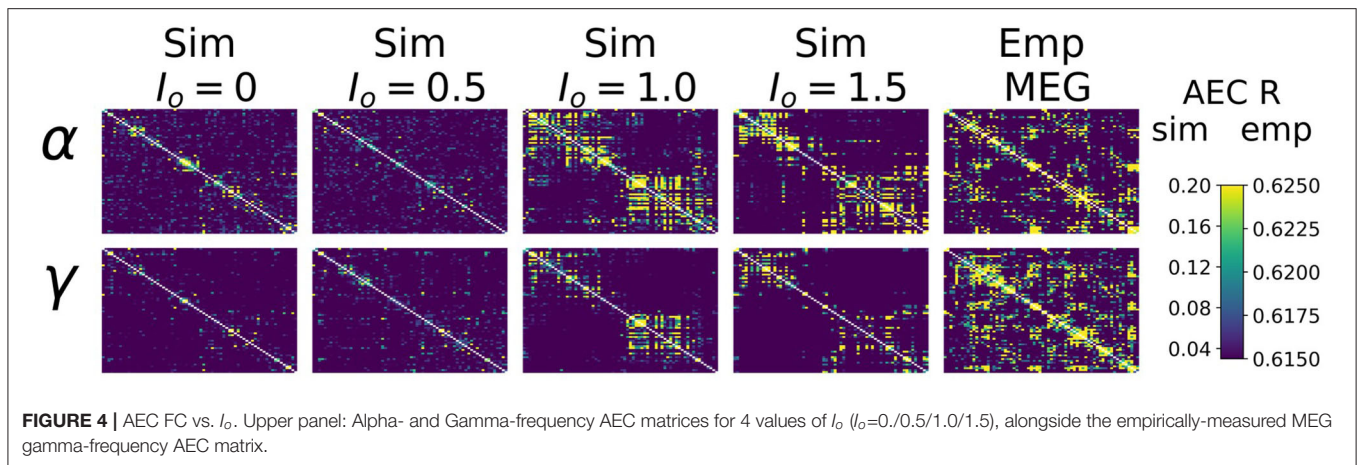 Sim Sim Sim Sim Emp
I_o = 0 I_o = 0.5 I_o = 1.0 I_o = 1.5 MEG
AEC R
sim emp
α
γ
0.20 0.6250
0.16 0.6225
0.12 0.6200
0.08 0.6175
0.04 0.6150
FIGURE 4 | AEC FC vs. I_o. Upper panel: Alpha- and Gamma-frequency AEC matrices for 4 values of I_o (I_o=0./0.5/1.0/1.5), alongside the empirically-measured MEG
gamma-frequency AEC matrix.